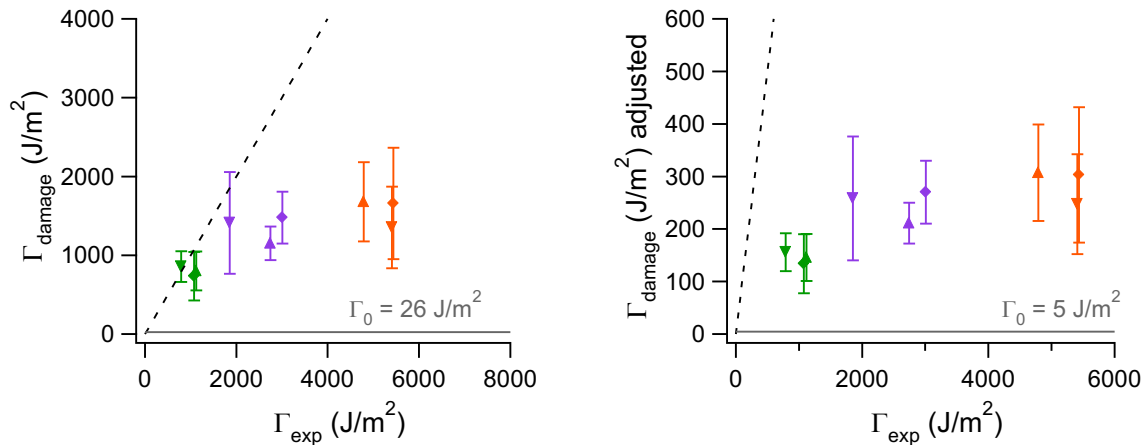 4000
3000
2000
1000
0
Γdamage (J/m²)
Γ₀ = 26 J/m²
0 2000 4000 6000 8000
Γexp (J/m²)
600
500
400
300
200
100
0
Γdamage (J/m²) adjusted
Γ₀ = 5 J/m²
0 2000 4000 6000
Γexp (J/m²)